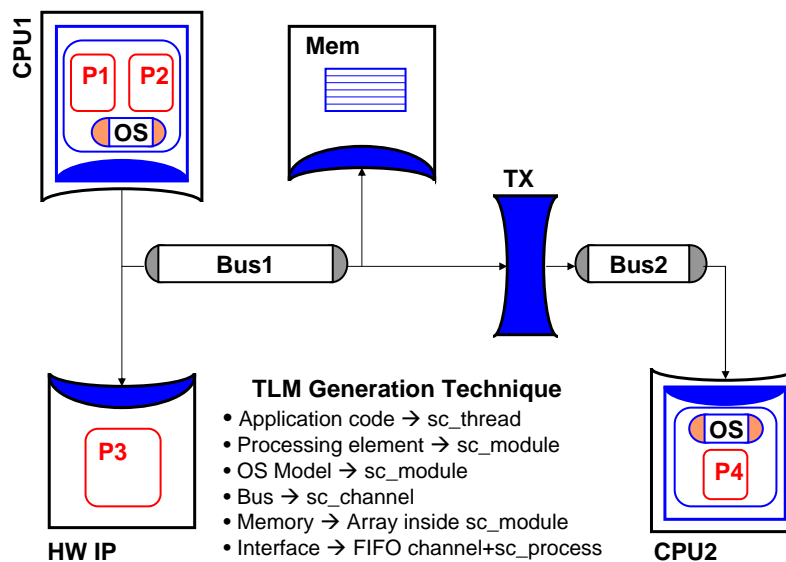 CPU1
P1
P2
OS
Mem
TX
Bus1
Bus2
P3
HW IP
TLM Generation Technique
• Application code → sc_thread
• Processing element → sc_module
• OS Model → sc_module
• Bus → sc_channel
• Memory → Array inside sc_module
• Interface → FIFO channel+sc_process
OS
P4
CPU2